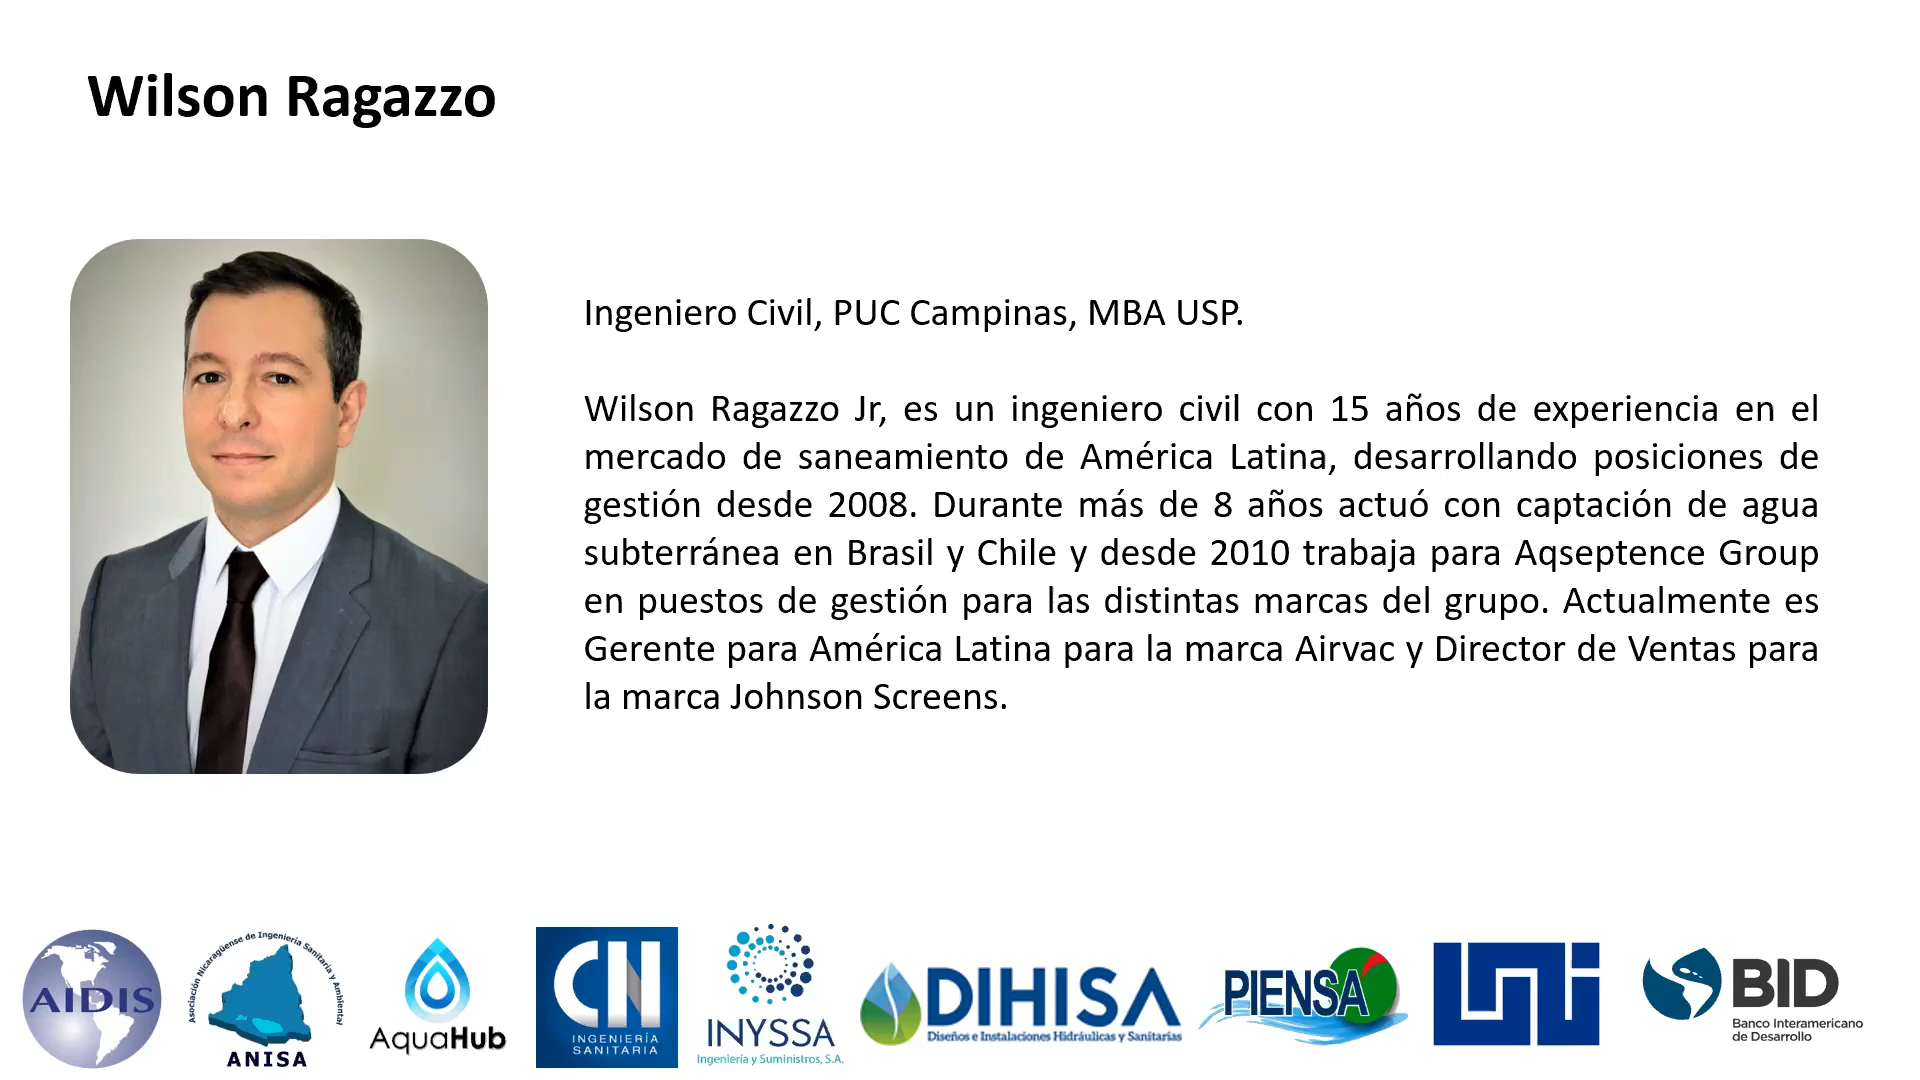 Wilson Ragazzo
Ingeniero Civil, PUC Campinas, MBA USP.
Wilson Ragazzo Jr, es un ingeniero civil con 15 años de experiencia en el
mercado de saneamiento de América Latina, desarrollando posiciones de
gestión desde 2008. Durante más de 8 años actuó con captación de agua
subterránea en Brasil y Chile y desde 2010 trabaja para Aqseptence Group
en puestos de gestión para las distintas marcas del grupo. Actualmente es
Gerente para América Latina para la marca Airvac y Director de Ventas para
la marca Johnson Screens.
AIDIS
Asociación Nicaragüense de Ingeniería Sanitaria y Ambiental
ANISA
AquaHub
CN
INGENIERÍA
SANITARIA
INYSSA
Ingeniería y Suministros, S.A.
DIHISA
Diseños e Instalaciones Hidráulicas y Sanitarias
PIENSA
UNi
BID
Banco Interamericano
de Desarrollo